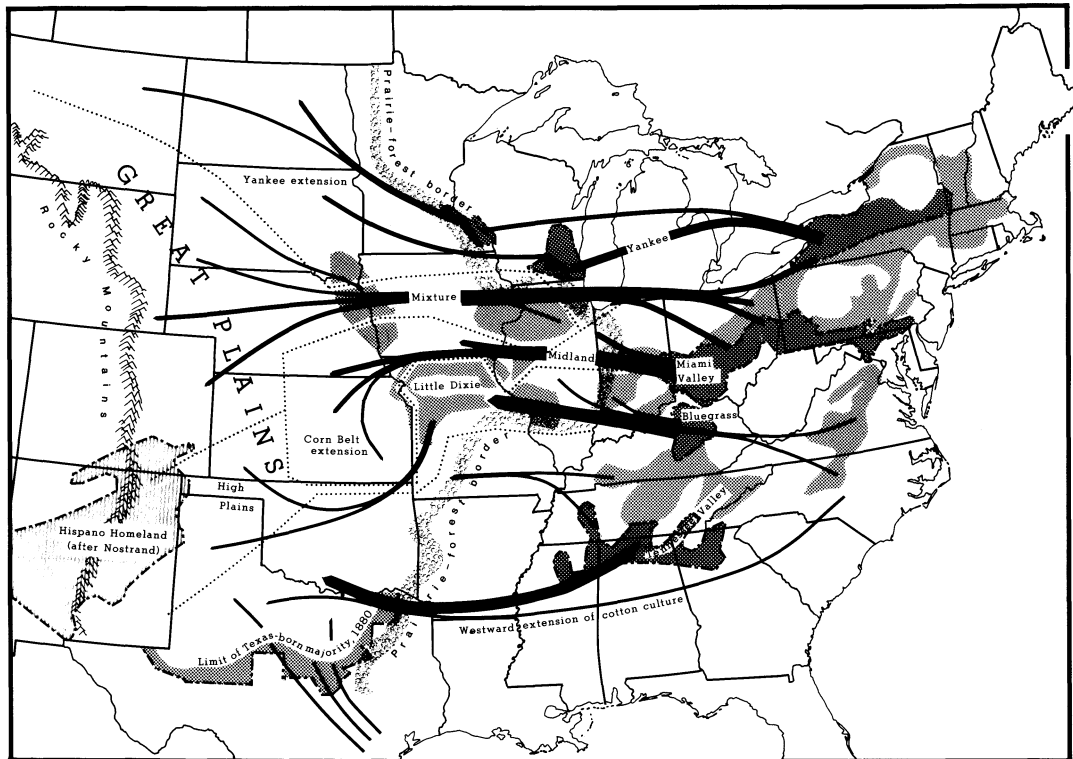 Prairie-forest border
Yankee extension
GREAT PLAINS
Rocky Mountains
Yankee
Mixture
Midland
Miami
Valley
Little Dixie
Bluegrass
Corn Belt
extension
Prairie forest border
High
Plains
Tennessee Valley
Hispano Homeland
(after Nostrand)
Westward extension of cotton culture
Limit of Texas-born majority, 1880